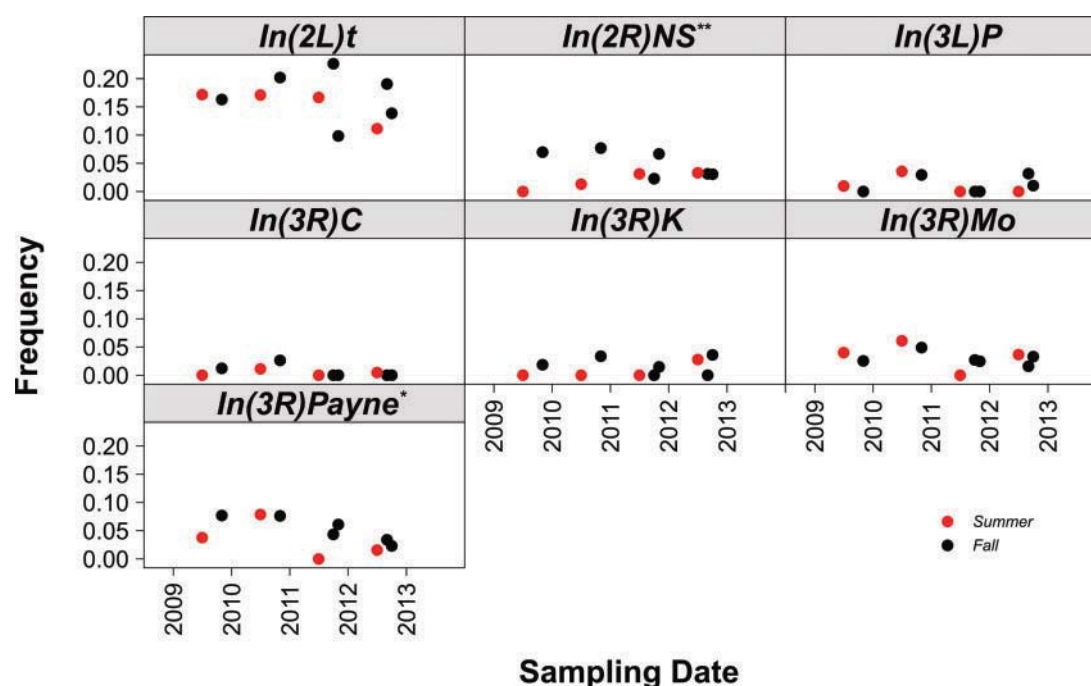 In(2L)t In(2R)NS** In(3L)P
0.20
0.15
0.10
0.05
0.00
In(3R)C In(3R)K In(3R)Mo
0.20
0.15
0.10
0.05
0.00
In(3R)Payne*
2009 2010 2011 2012 2013 2009 2010 2011 2012 2013
0.20
0.15
0.10
0.05
0.00
Summer
Fall
2009 2010 2011 2012 2013
Frequency
Sampling Date